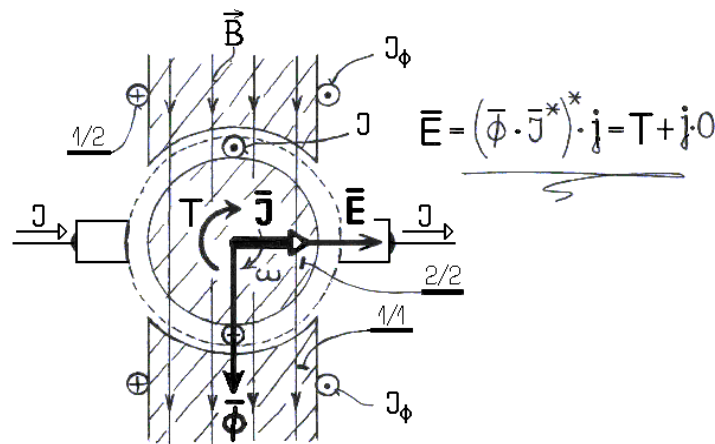 B⃗
J_ϕ
J
1/2
E̅ = (ϕ̅ · J̅*)* · j = T + j·0
J
T
J̅
E̅
J
ω
2/2
1/1
ϕ̅
J_ϕ